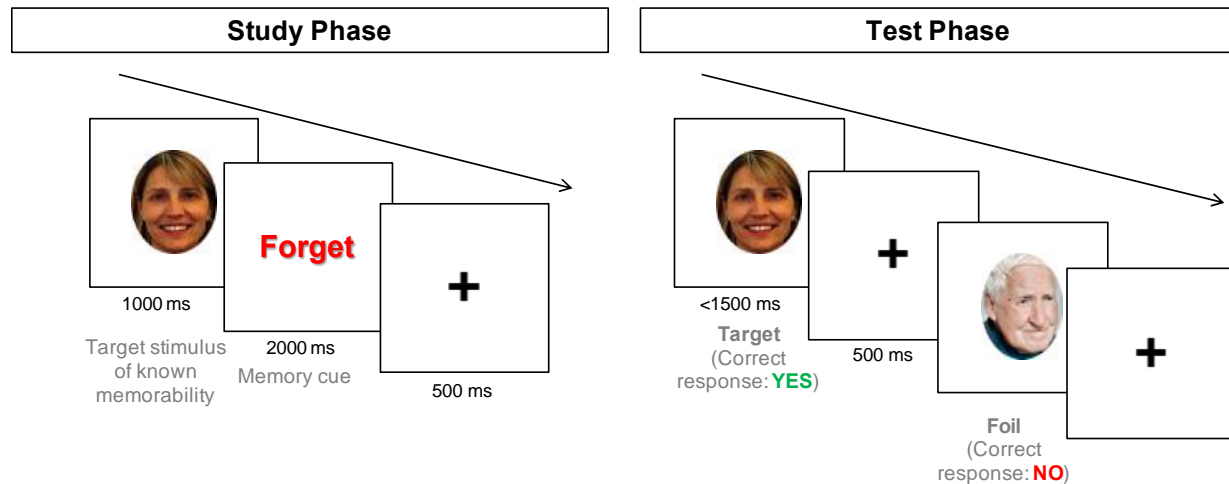 Study Phase
Forget
1000 ms
Target stimulus
of known
memorability
2000 ms
Memory cue
500 ms
Test Phase
<1500 ms
Target
(Correct
response: YES)
500 ms
Foil
(Correct
response: NO)